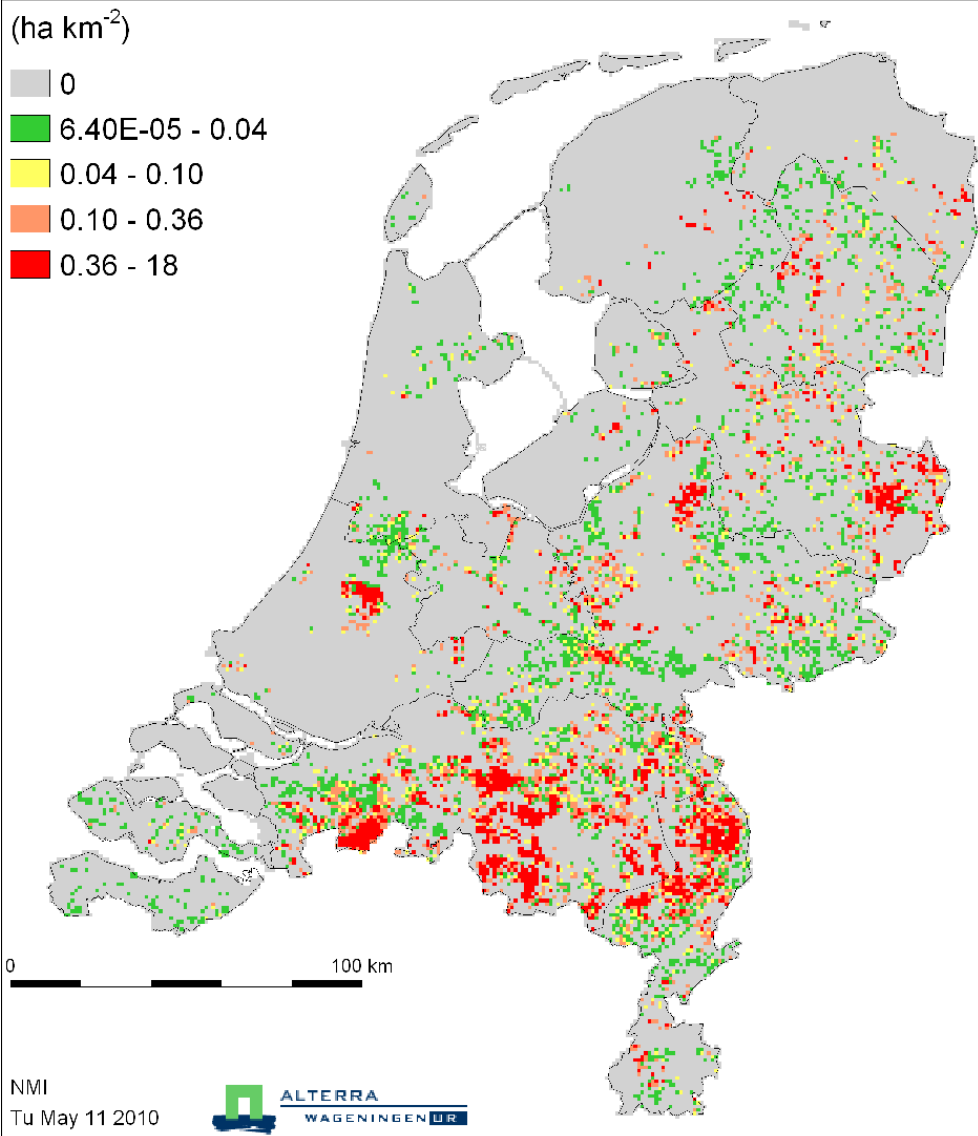 (ha km⁻²)
0
6.40E-05 - 0.04
0.04 - 0.10
0.10 - 0.36
0.36 - 18
0 100 km
NMI
Tu May 11 2010
ALTERRA
WAGENINGEN UR